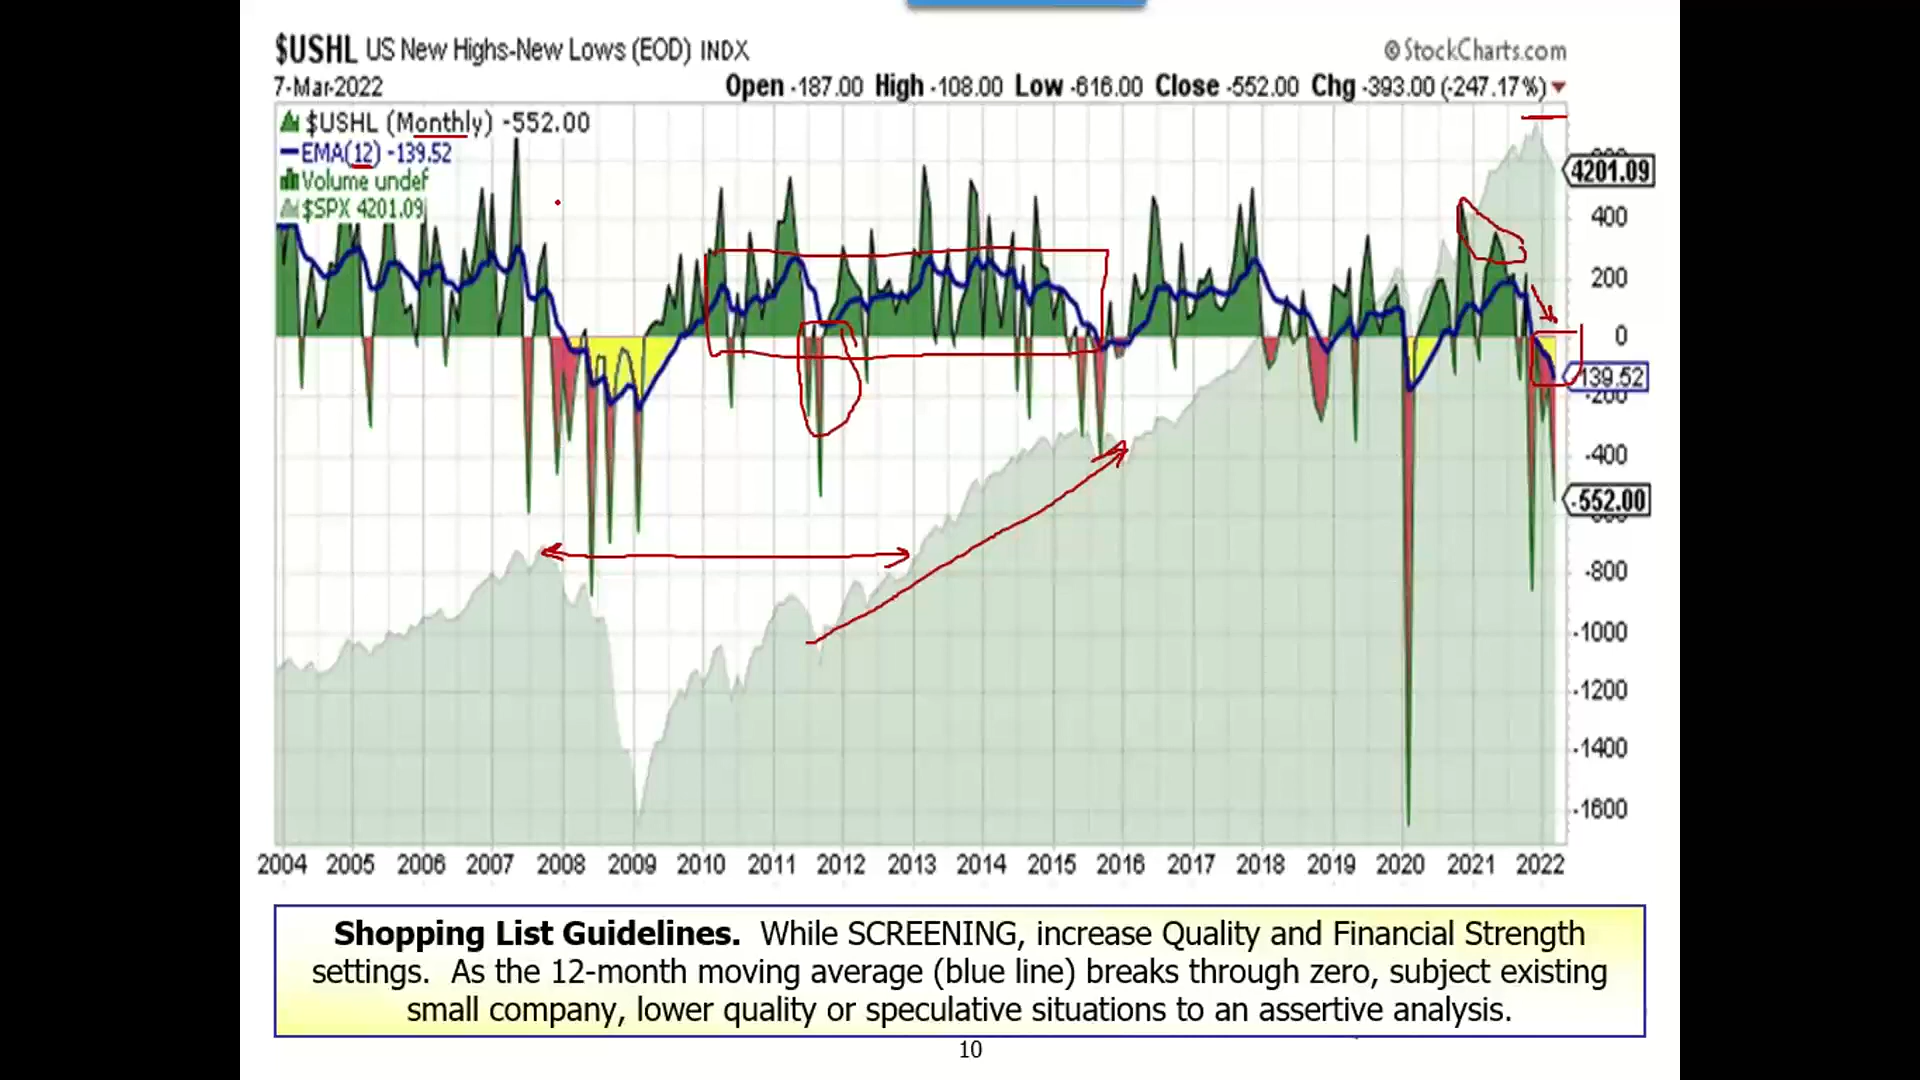 $USHL US New Highs-New Lows (EOD) INDX
©StockCharts.com
7-Mar-2022
Open -187.00 High -108.00 Low -616.00 Close -552.00 Chg -393.00 (-247.17%)
$USHL (Monthly) -552.00
EMA(12) -139.52
Volume undef
$SPX 4201.09
4201.09
400
200
0
139.52
-200
-400
-552.00
-800
-1000
-1200
-1400
-1600
2004 2005 2006 2007 2008 2009 2010 2011 2012 2013 2014 2015 2016 2017 2018 2019 2020 2021 2022
Shopping List Guidelines. While SCREENING, increase Quality and Financial Strength
settings. As the 12-month moving average (blue line) breaks through zero, subject existing
small company, lower quality or speculative situations to an assertive analysis.
10